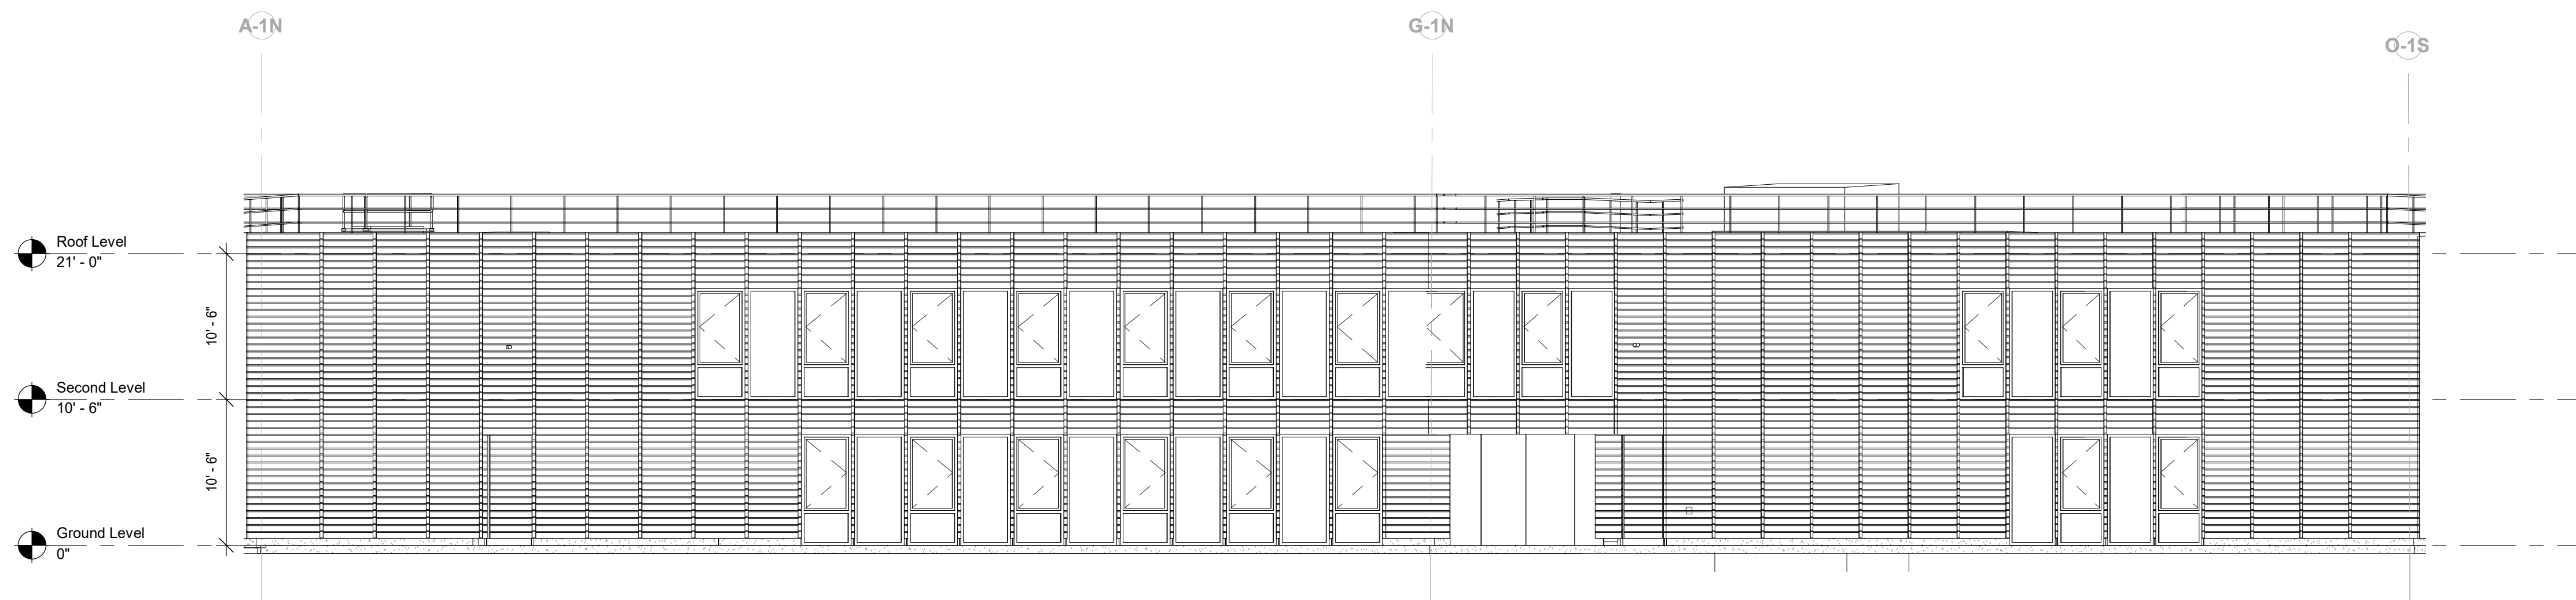 A-1N
G-1N
O-1S
Roof Level
21' - 0"
10' - 6"
Second Level
10' - 6"
10' - 6"
Ground Level
0"